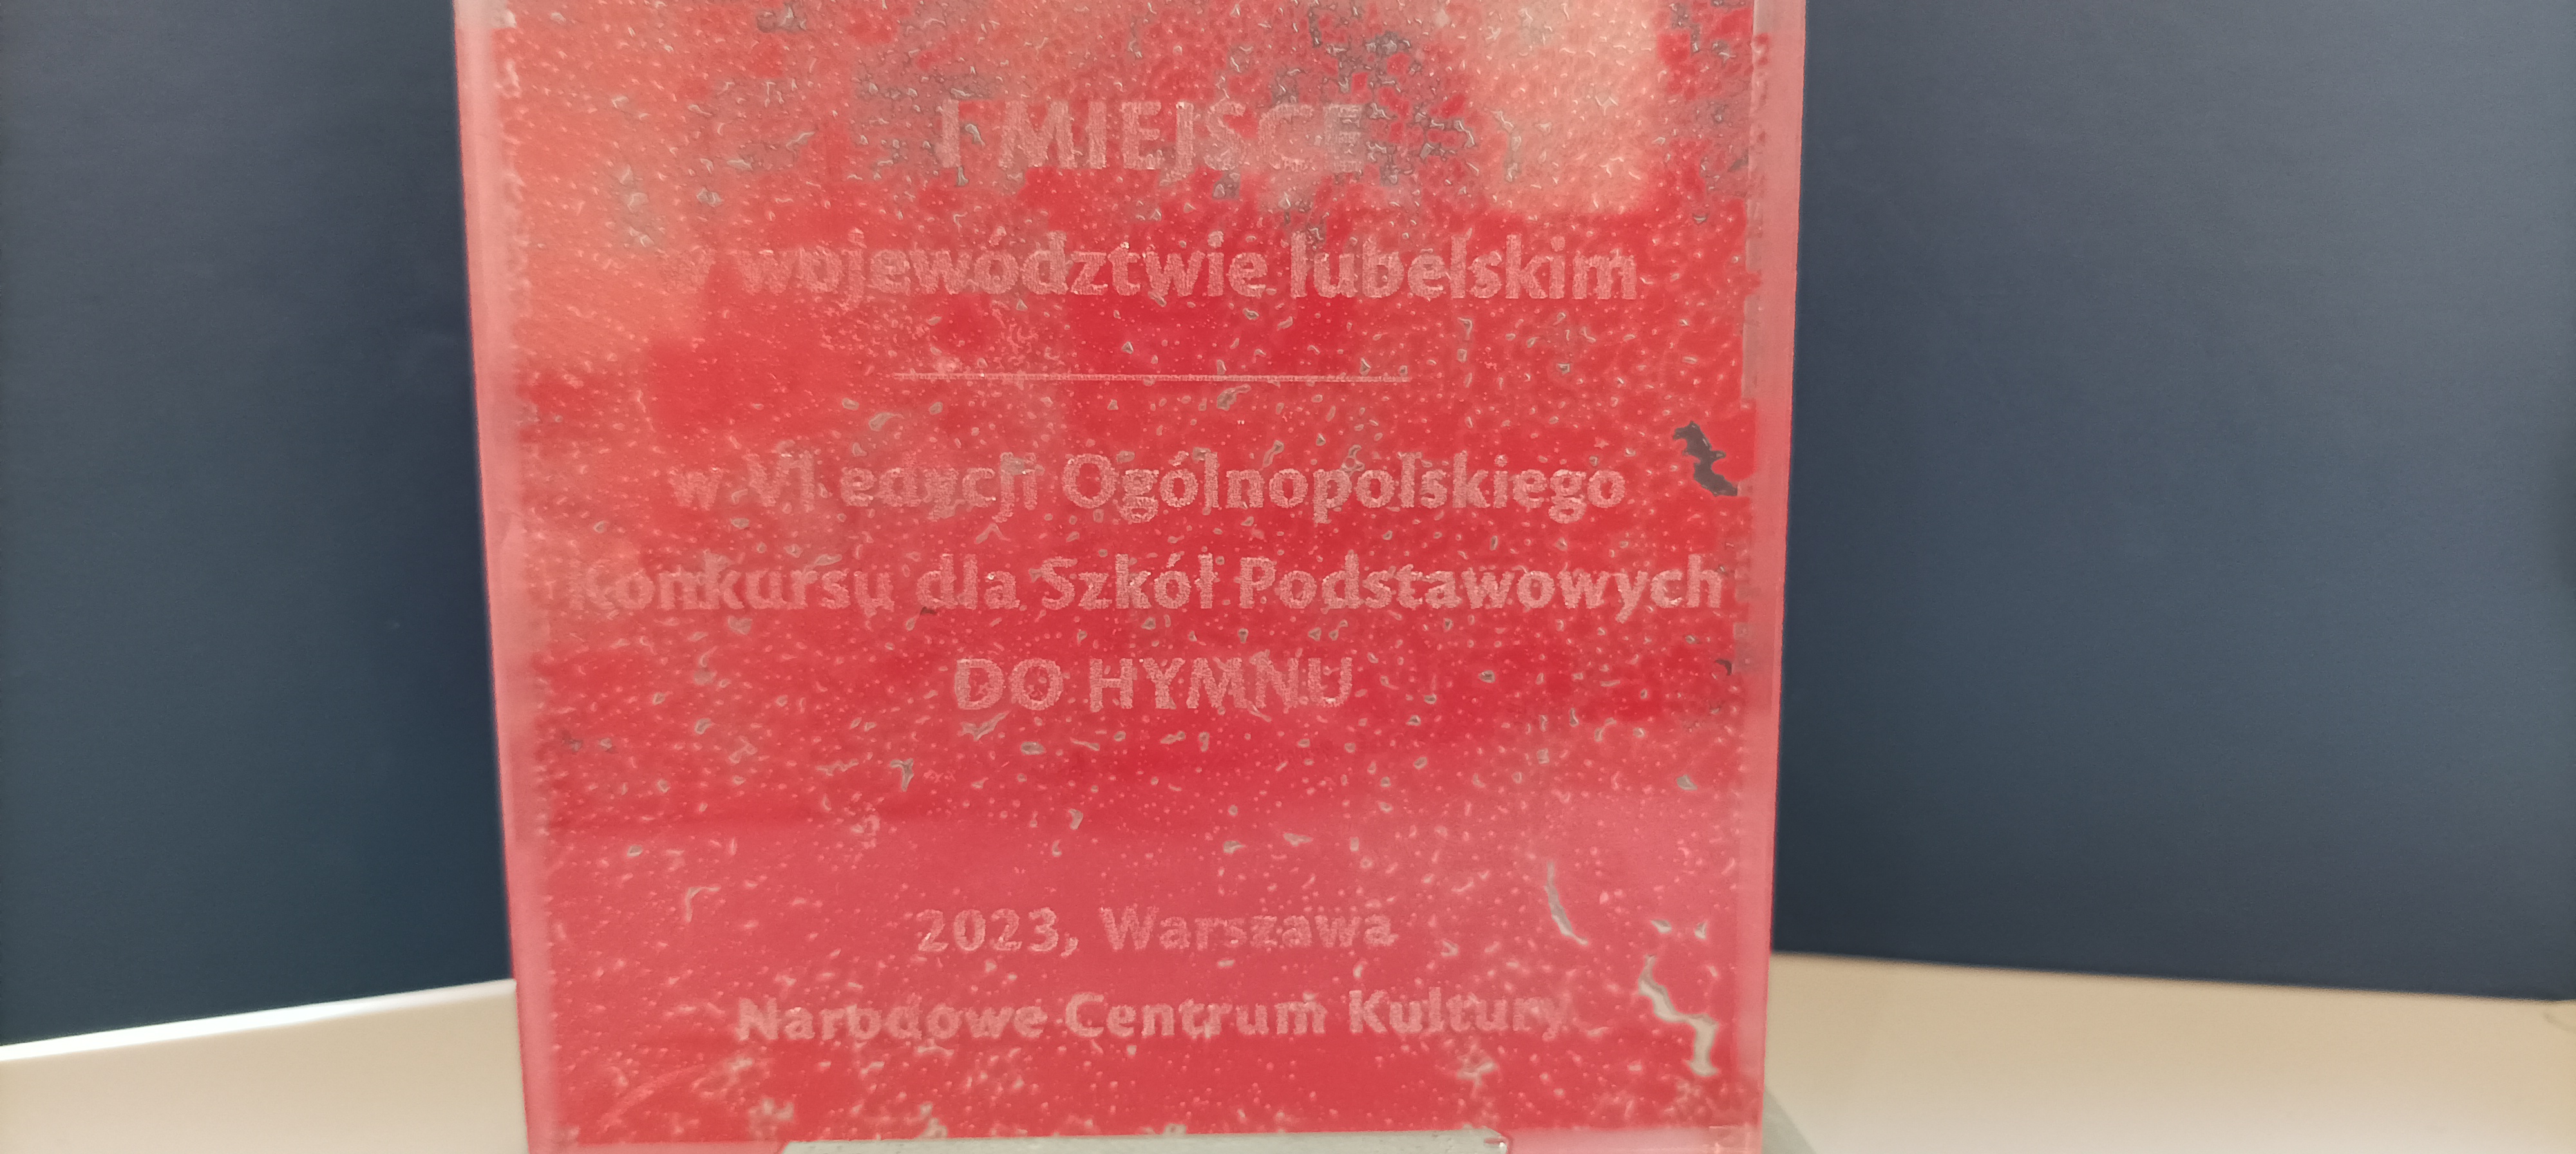 I MIEJSCE
w województwie lubelskim
w VI edycji Ogólnopolskiego
Konkursu dla Szkół Podstawowych
DO HYMNU
2023, Warszawa
Narodowe Centrum Kultury